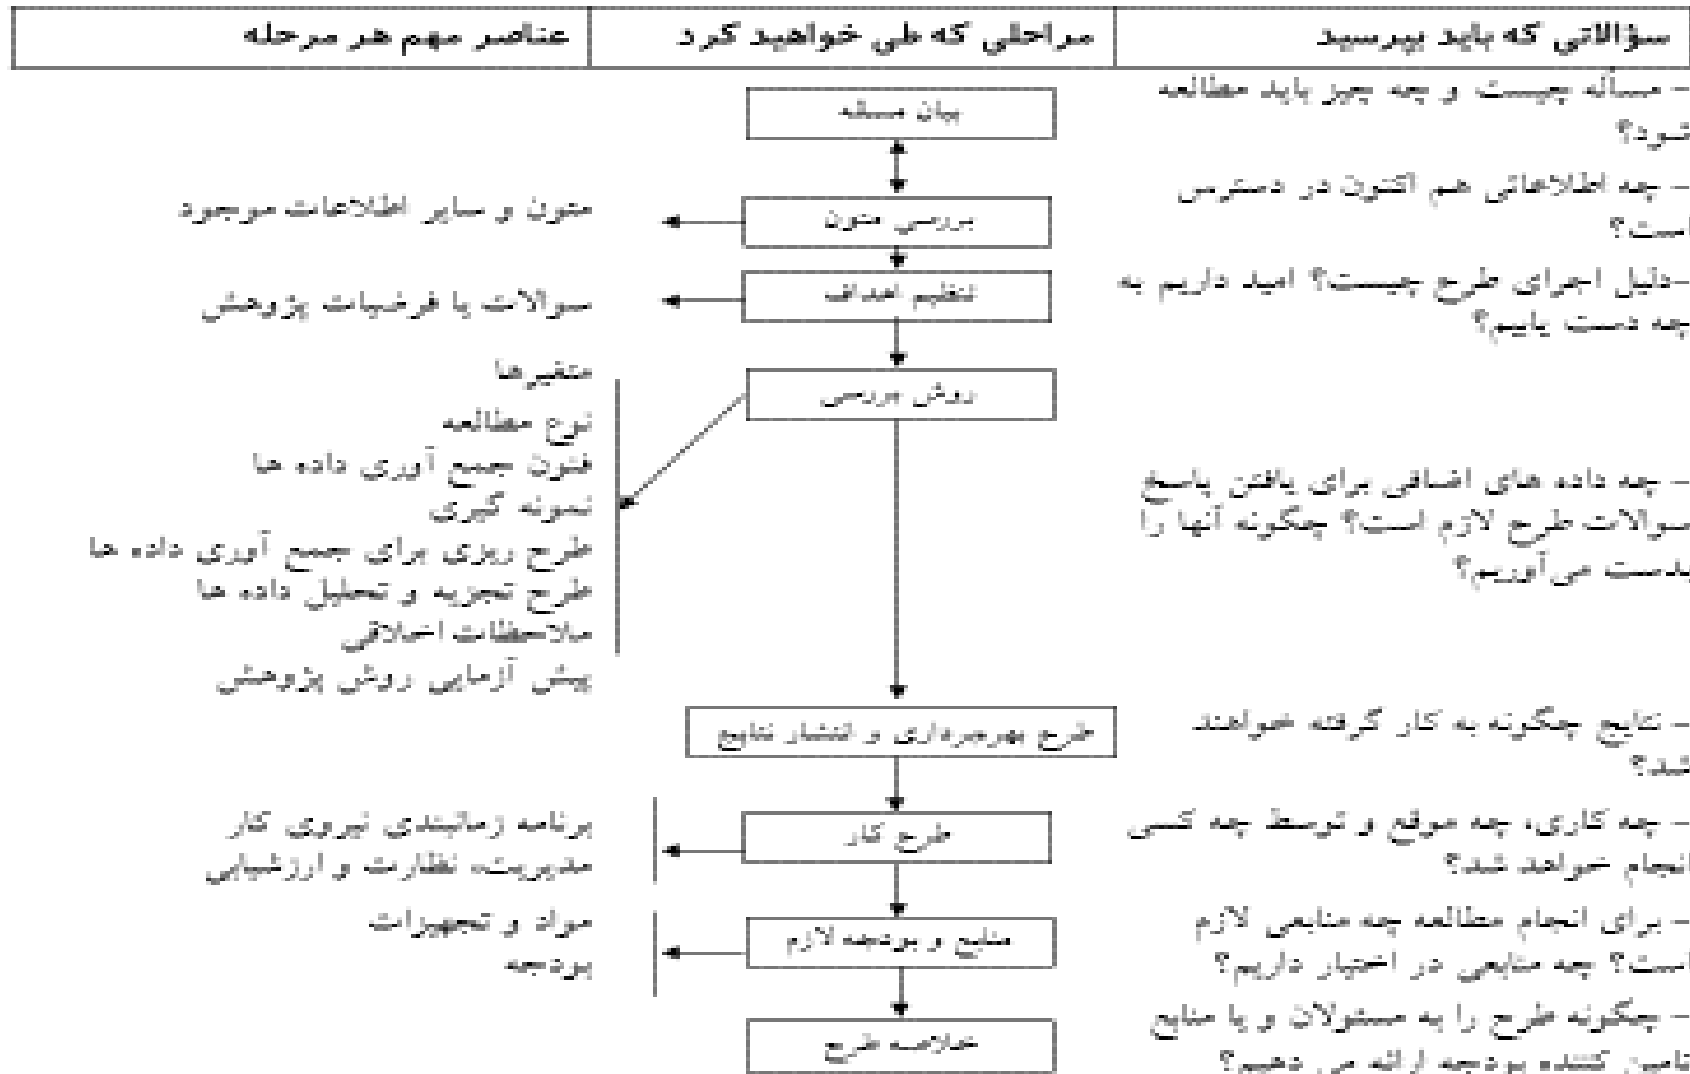 سؤالاتی که باید بپرسید
مراحلی که طی خواهید کرد
عناصر مهم هر مرحله
- مسأله چیست و چه چیز باید مطالعه
شود؟
بیان مسئله
- چه اطلاعاتی هم اکنون در دسترس
است؟
بررسی متون
متون و سایر اطلاعات موجود
-دلیل اجرای طرح چیست؟ امید داریم به
چه دست یابیم؟
تنظیم اهداف
سوالات یا فرضیات پژوهش
روش بررسی
متغیرها
نوع مطالعه
فنون جمع آوری داده ها
نمونه گیری
طرح ریزی برای جمع آوری داده ها
طرح تجزیه و تحلیل داده ها
ملاحظات اخلاقی
پیش آزمایی روش پژوهش
- چه داده های اضافی برای یافتن پاسخ
سوالات طرح لازم است؟ چگونه آنها را
بدست می‌آوریم؟
- نتایج چگونه به کار گرفته خواهند
شد؟
طرح بهره‌برداری و انتشار نتایج
- چه کاری، چه موقع و توسط چه کسی
انجام خواهد شد؟
طرح کار
برنامه زمانبندی نیروی کار
مدیریت، نظارت و ارزشیابی
- برای انجام مطالعه چه منابعی لازم
است؟ چه منابعی در اختیار داریم؟
منابع و بودجه لازم
مواد و تجهیزات
بودجه
- چگونه طرح را به مسئولان و یا منابع
تامین کننده بودجه ارائه می دهیم؟
خلاصه طرح